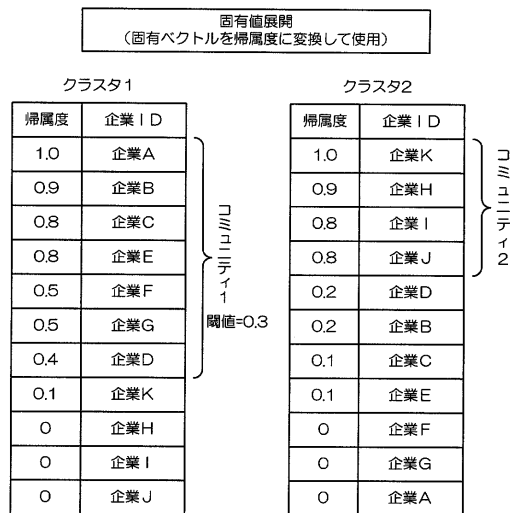 固有値展開
(固有ベクトルを帰属度に変換して使用)
クラスタ1
帰属度 企業ID
1.0 企業A
0.9 企業B
0.8 企業C
0.8 企業E
0.5 企業F
0.5 企業G
0.4 企業D
0.1 企業K
0 企業H
0 企業I
0 企業J
コミュニティ1
閾値=0.3
クラスタ2
帰属度 企業ID
1.0 企業K
0.9 企業H
0.8 企業I
0.8 企業J
0.2 企業D
0.2 企業B
0.1 企業C
0.1 企業E
0 企業F
0 企業G
0 企業A
コミュニティ2